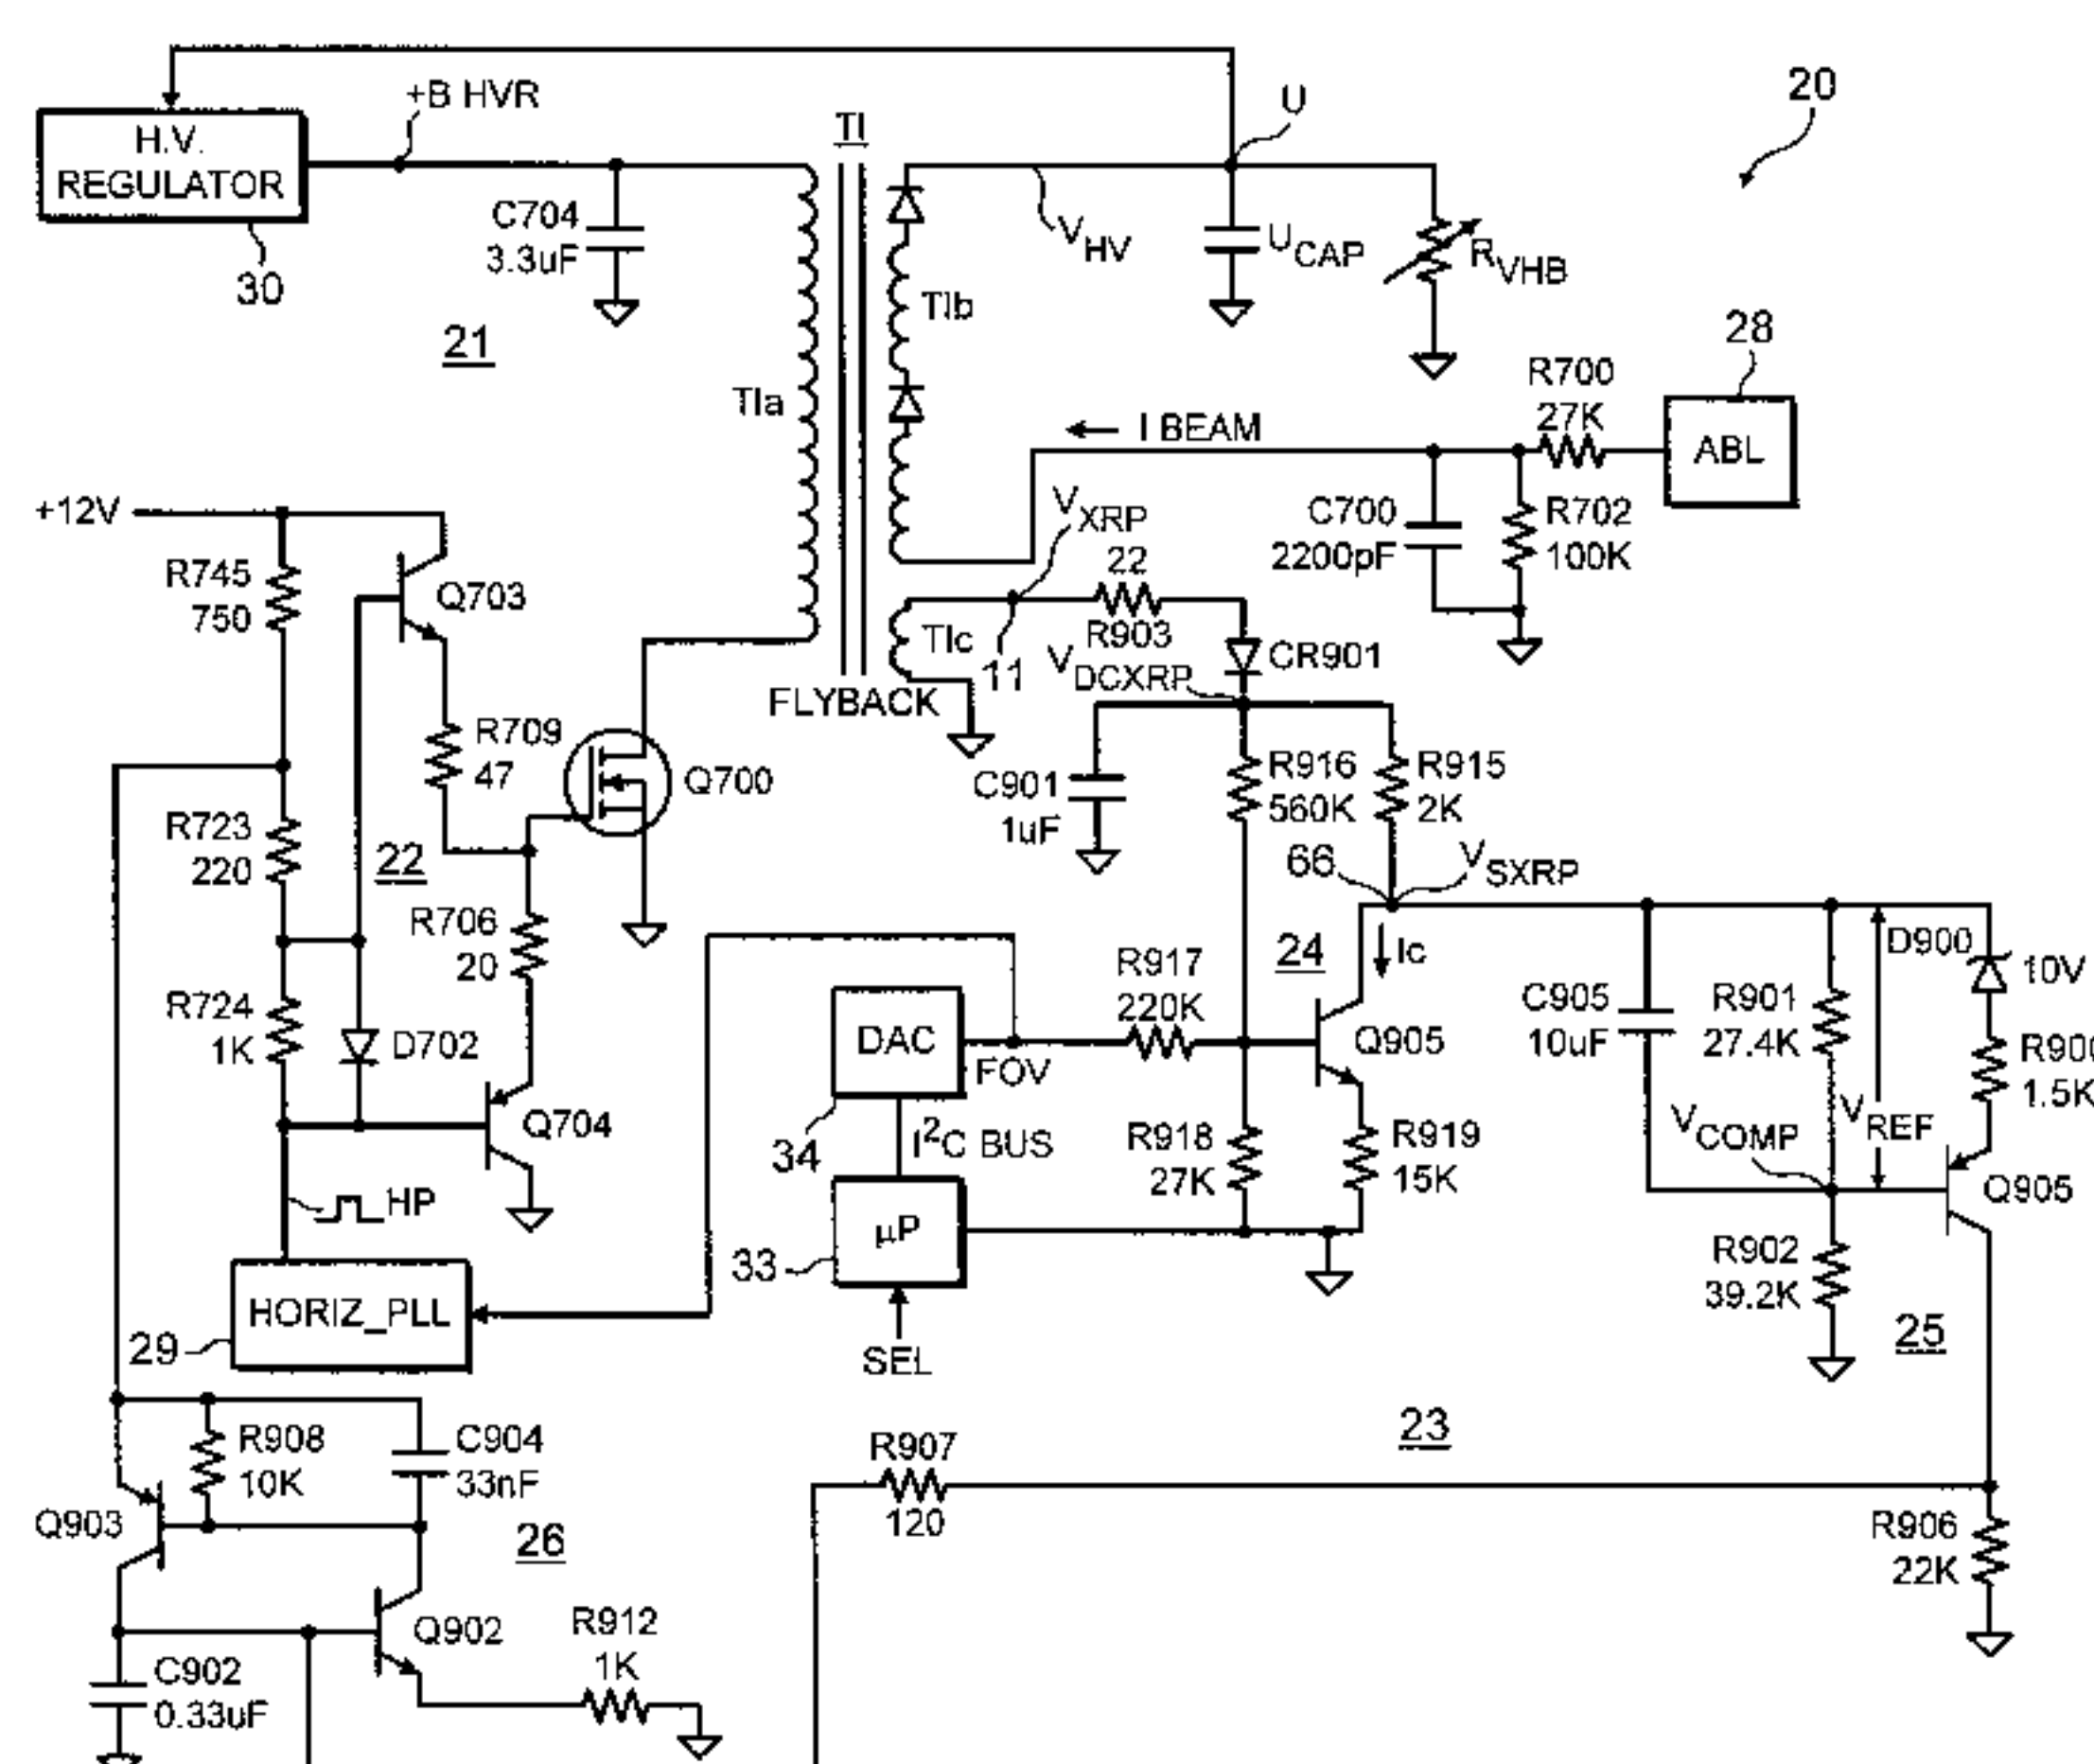 20
+B HVR
U
TI
H.V.
REGULATOR
30
C704
3.3uF
VHV
UCAP
RVHB
TIb
21
TIa
28
R700
27K
ABL
I BEAM
+12V
VXRP
C700
2200pF
R702
100K
R745
750
Q703
22
R903
TIc
11
VDCXRP
CR901
FLYBACK
R709
47
Q700
C901
1uF
R916
560K
R915
2K
R723
220
22
66
VSXRP
R706
20
24
Ic
D900
10V
R917
220K
C905
10uF
R901
27.4K
R724
1K
D702
DAC
FOV
Q905
1.5K
VCOMP
VREF
Q704
34
I2C BUS
R918
27K
R919
15K
Q905
HP
µP
33
R902
39.2K
HORIZ_PLL
29
SEL
25
23
R908
10K
C904
33nF
R907
120
Q903
26
R906
22K
Q902
R912
1K
C902
0.33uF